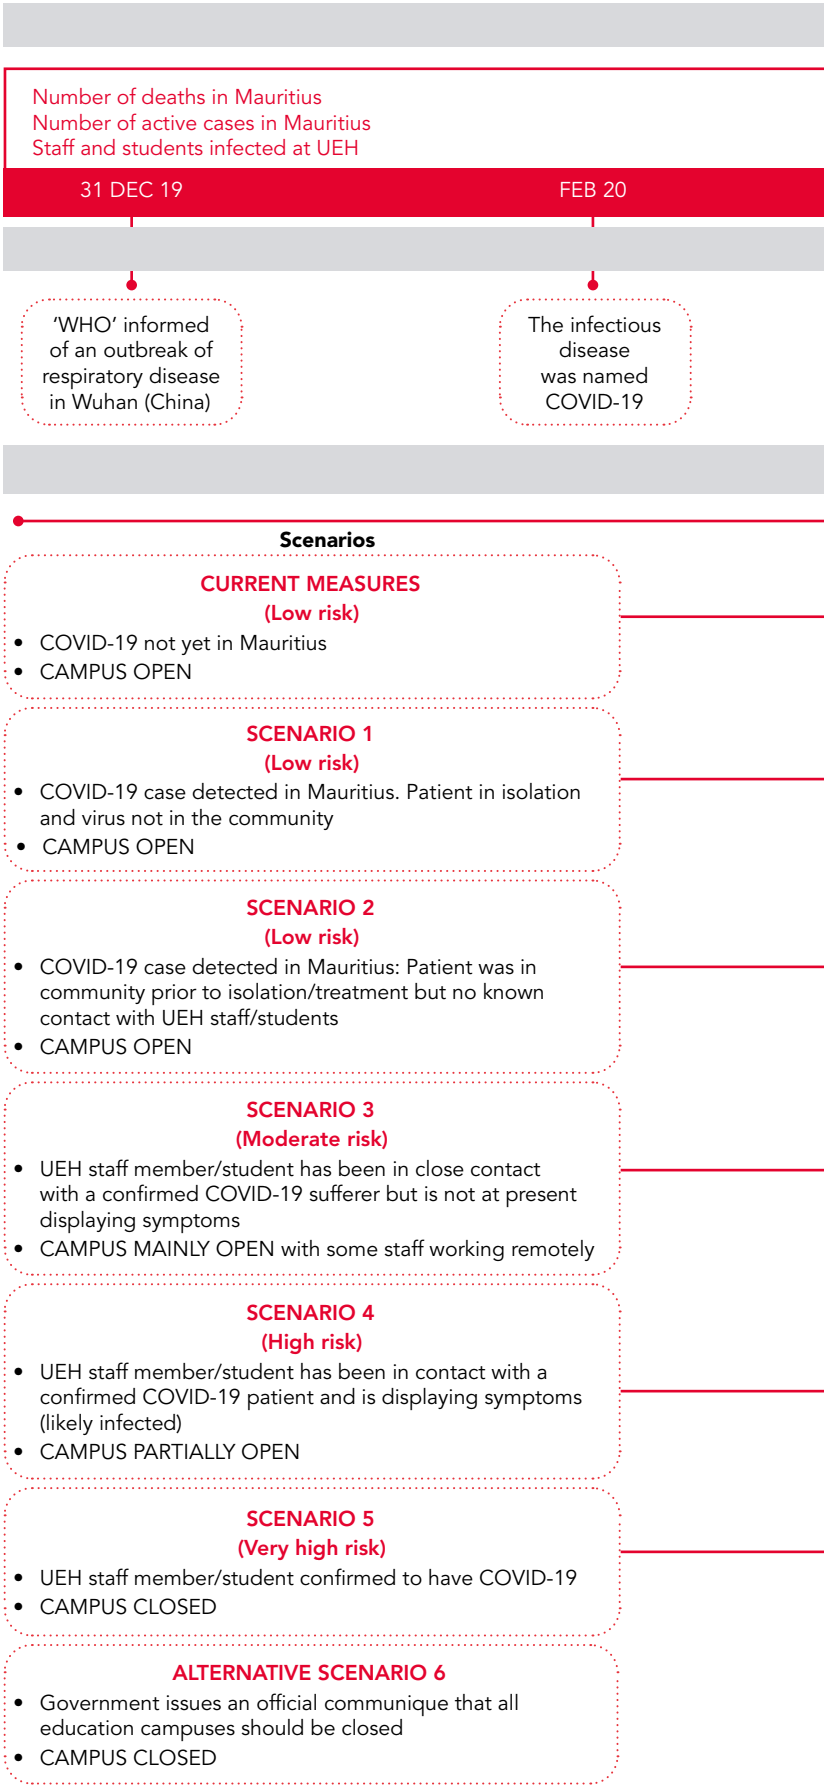 Number of deaths in Mauritius
Number of active cases in Mauritius
Staff and students infected at UEH
31 DEC 19
FEB 20
‘WHO’ informed
of an outbreak of
respiratory disease
in Wuhan (China)
The infectious
disease
was named
COVID-19
Scenarios
CURRENT MEASURES
(Low risk)
• COVID-19 not yet in Mauritius
• CAMPUS OPEN
SCENARIO 1
(Low risk)
• COVID-19 case detected in Mauritius. Patient in isolation
and virus not in the community
• CAMPUS OPEN
SCENARIO 2
(Low risk)
• COVID-19 case detected in Mauritius: Patient was in
community prior to isolation/treatment but no known
contact with UEH staff/students
• CAMPUS OPEN
SCENARIO 3
(Moderate risk)
• UEH staff member/student has been in close contact
with a confirmed COVID-19 sufferer but is not at present
displaying symptoms
• CAMPUS MAINLY OPEN with some staff working remotely
SCENARIO 4
(High risk)
• UEH staff member/student has been in contact with a
confirmed COVID-19 patient and is displaying symptoms
(likely infected)
• CAMPUS PARTIALLY OPEN
SCENARIO 5
(Very high risk)
• UEH staff member/student confirmed to have COVID-19
• CAMPUS CLOSED
ALTERNATIVE SCENARIO 6
• Government issues an official communique that all
education campuses should be closed
• CAMPUS CLOSED